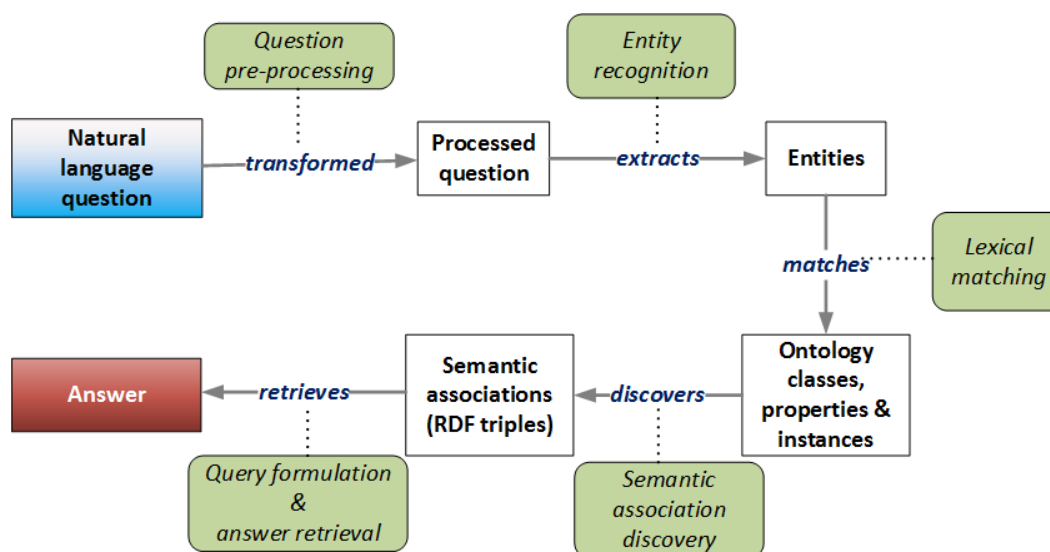 Question
pre-processing
Entity
recognition
Natural
language
question
transformed
Processed
question
extracts
Entities
matches
Lexical
matching
Answer
retrieves
Semantic
associations
(RDF triples)
discovers
Ontology
classes,
properties &
instances
Query formulation
&
answer retrieval
Semantic
association
discovery